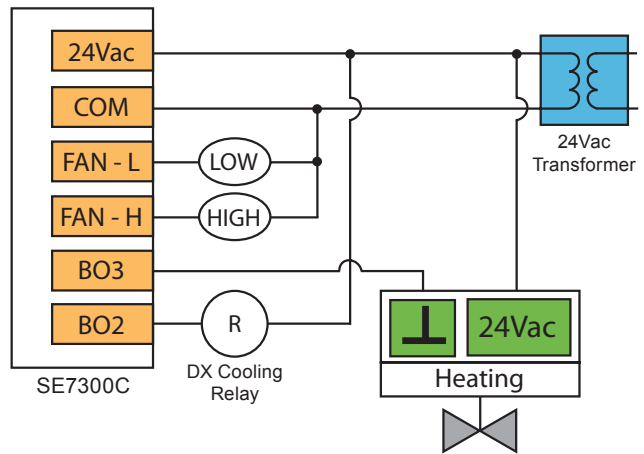 24Vac
COM
FAN - L
LOW
FAN - H
HIGH
BO3
BO2
R
DX Cooling
Relay
SE7300C
24Vac
Transformer
24Vac
Heating